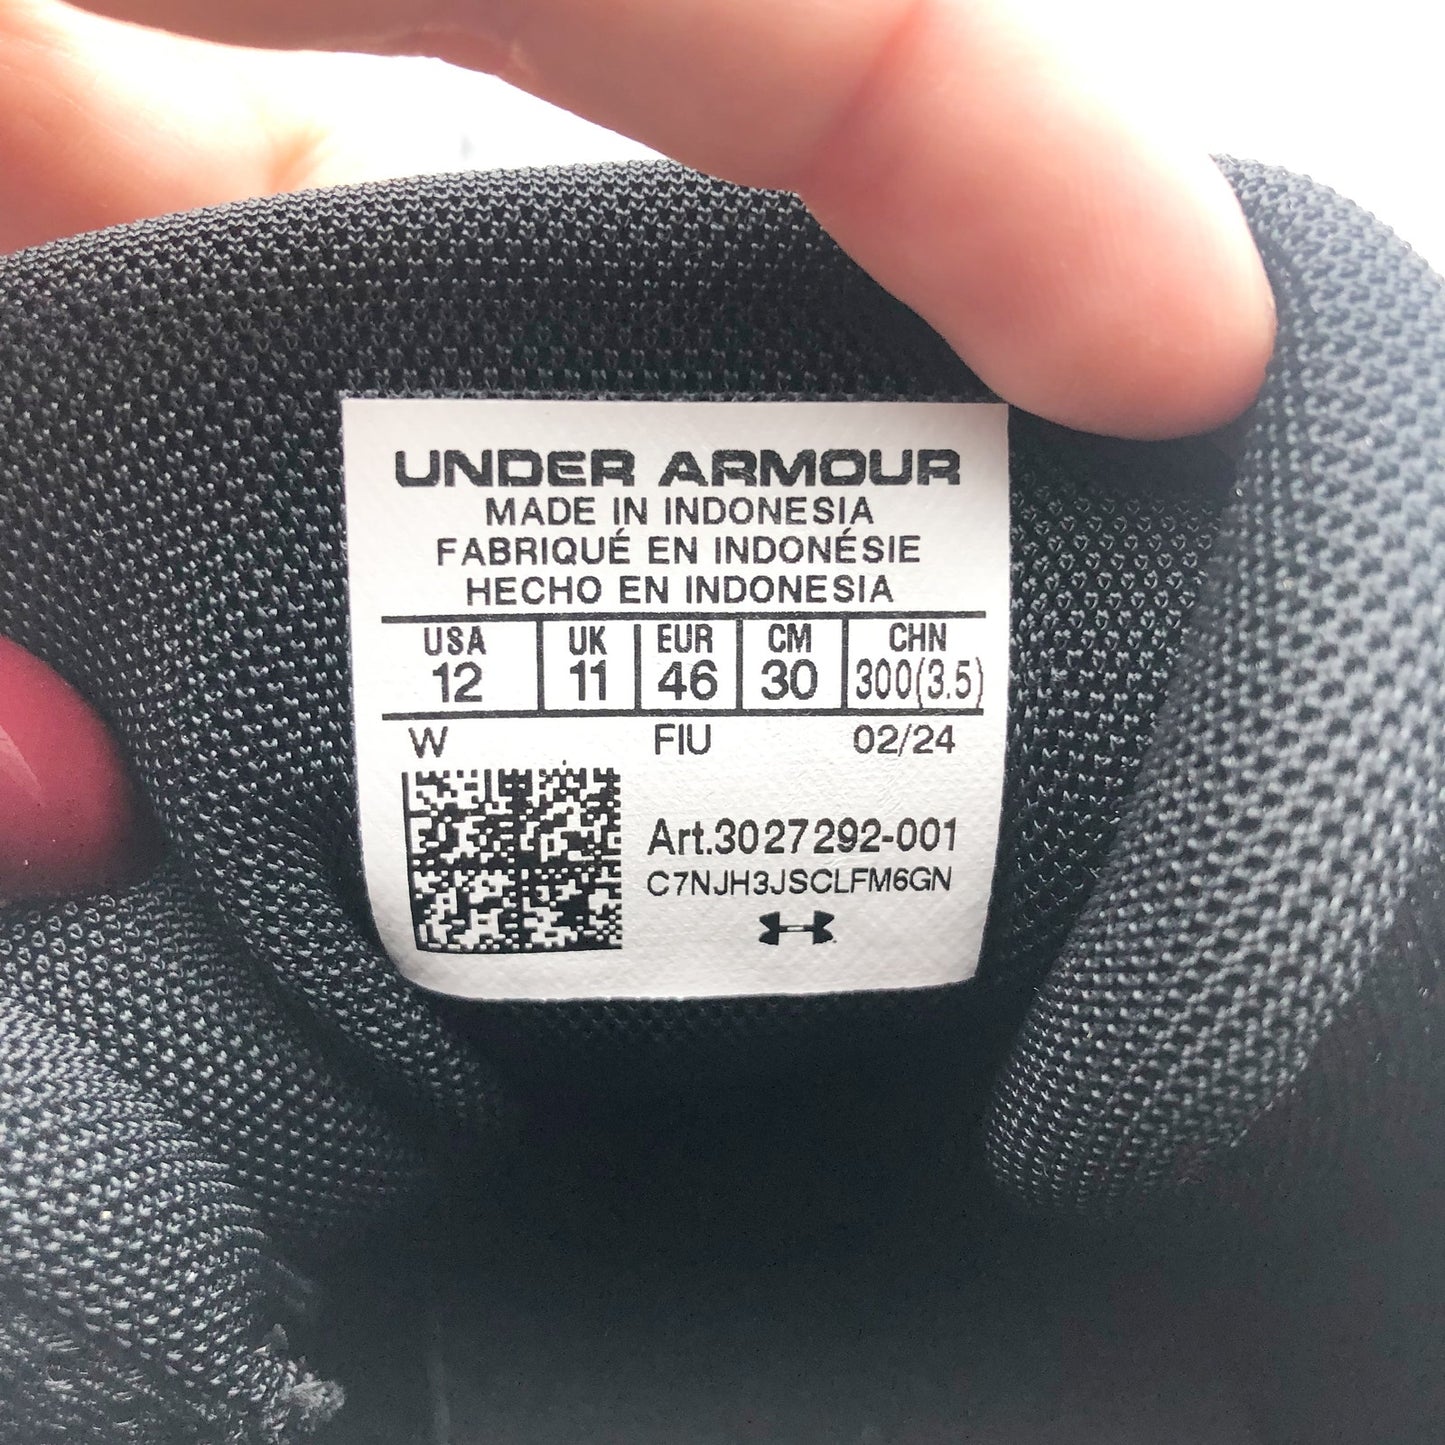 UNDER ARMOUR
MADE IN INDONESIA
FABRIQUÉ EN INDONÉSIE
HECHO EN INDONESIA
USA UK EUR CM CHN
12 11 46 30 300(3.5)
W FIU 02/24
Art.3027292-001
C7NJH3JSCLFM6GN